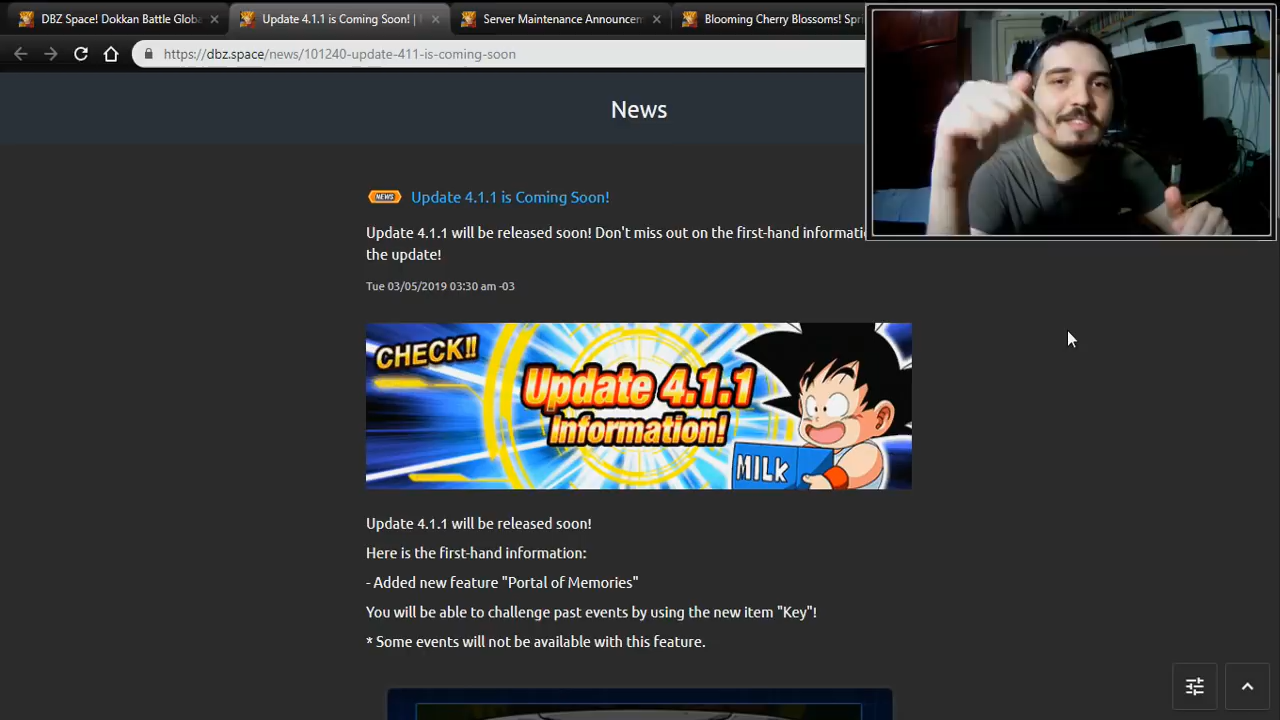 DBZ Space! Dokkan Battle Globa
Update 4.1.1 is Coming Soon! |
Server Maintenance Announcem
Blooming Cherry Blossoms! Spri
https://dbz.space/news/101240-update-411-is-coming-soon
News
NEWS Update 4.1.1 is Coming Soon!
Update 4.1.1 will be released soon! Don't miss out on the first-hand informati
the update!
Tue 03/05/2019 03:30 am -03
CHECK!!
Update 4.1.1
Information!
MILK
Update 4.1.1 will be released soon!
Here is the first-hand information:
- Added new feature "Portal of Memories"
You will be able to challenge past events by using the new item "Key"!
* Some events will not be available with this feature.